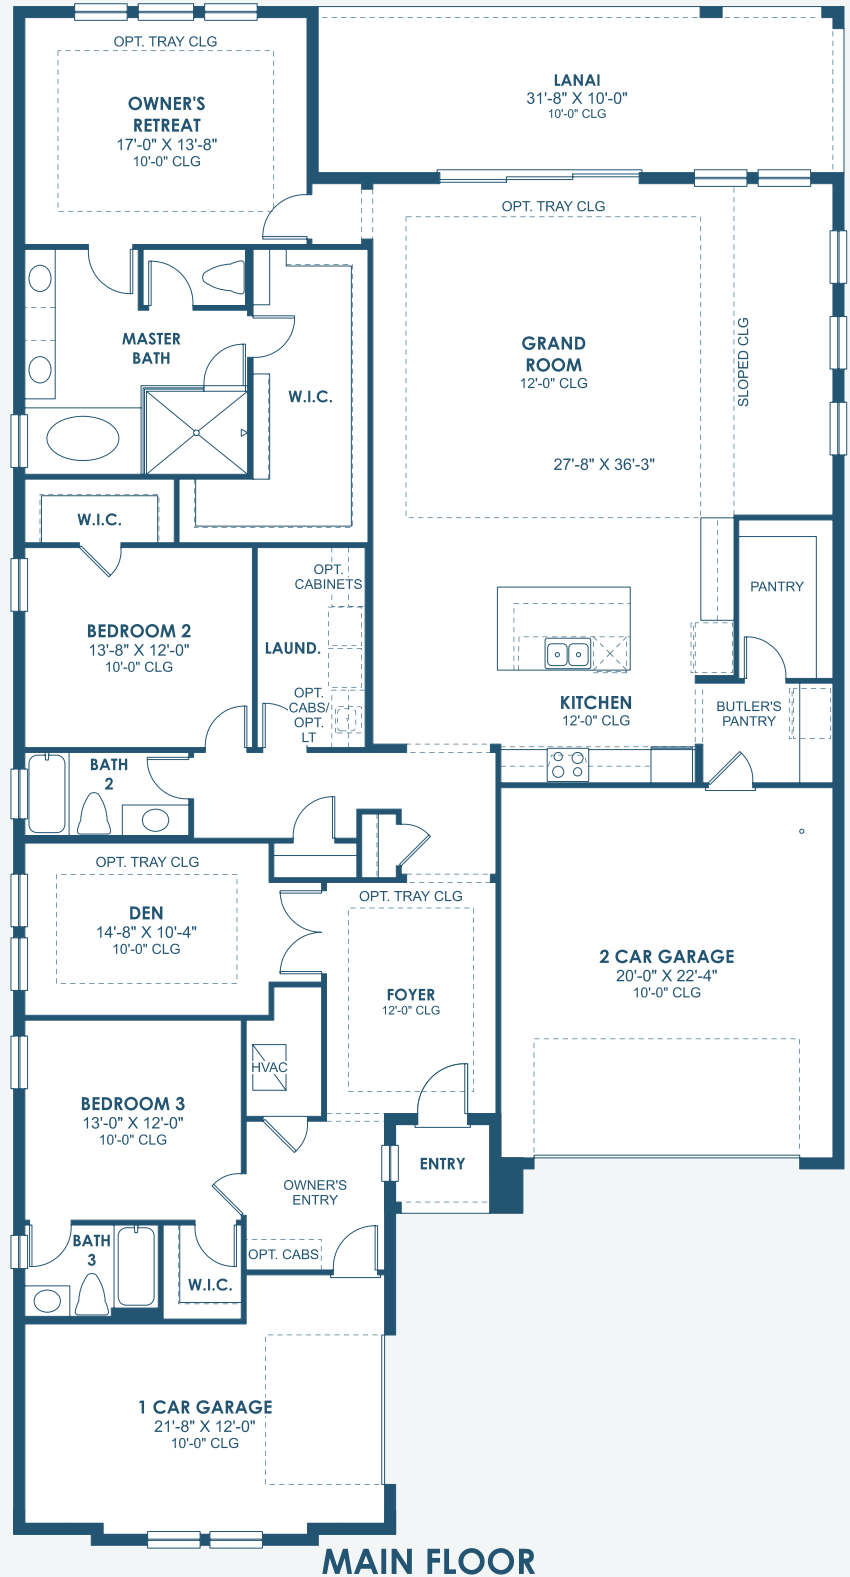 OPT. TRAY CLG
OWNER'S
RETREAT
17'-0" X 13'-8"
10'-0" CLG
LANAI
31'-8" X 10'-0"
10'-0" CLG
OPT. TRAY CLG
GRAND
ROOM
12'-0" CLG
27'-8" X 36'-3"
SLOPED CLG
MASTER
BATH
W.I.C.
W.I.C.
OPT.
CABINETS
BEDROOM 2
13'-8" X 12'-0"
10'-0" CLG
LAUND.
OPT.
CABS/
OPT.
LT
PANTRY
KITCHEN
12'-0" CLG
BUTLER'S
PANTRY
BATH
2
OPT. TRAY CLG
DEN
14'-8" X 10'-4"
10'-0" CLG
OPT. TRAY CLG
FOYER
12'-0" CLG
2 CAR GARAGE
20'-0" X 22'-4"
10'-0" CLG
HVAC
BEDROOM 3
13'-0" X 12'-0"
10'-0" CLG
OWNER'S
ENTRY
ENTRY
BATH
3
OPT. CABS
W.I.C.
1 CAR GARAGE
21'-8" X 12'-0"
10'-0" CLG
MAIN FLOOR